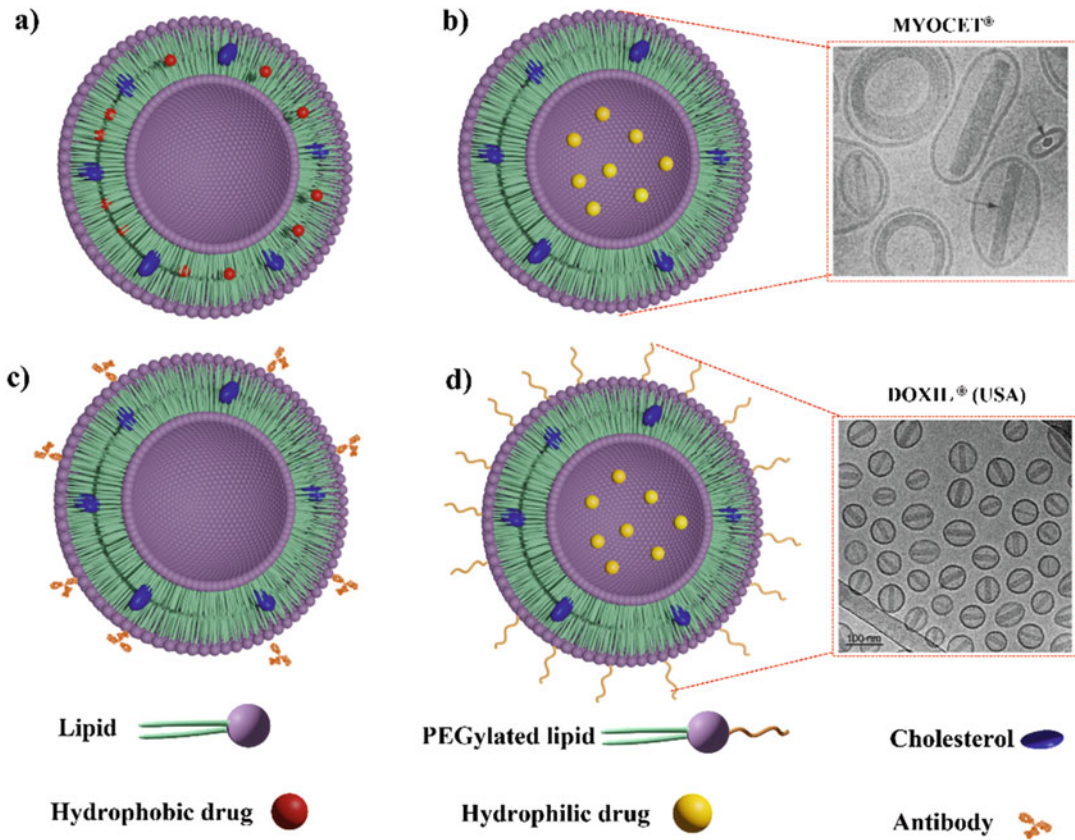 a)
b)
MYOCET®
c)
d)
DOXIL® (USA)
100 nm
Lipid
PEGylated lipid
Cholesterol
Hydrophobic drug
Hydrophilic drug
Antibody